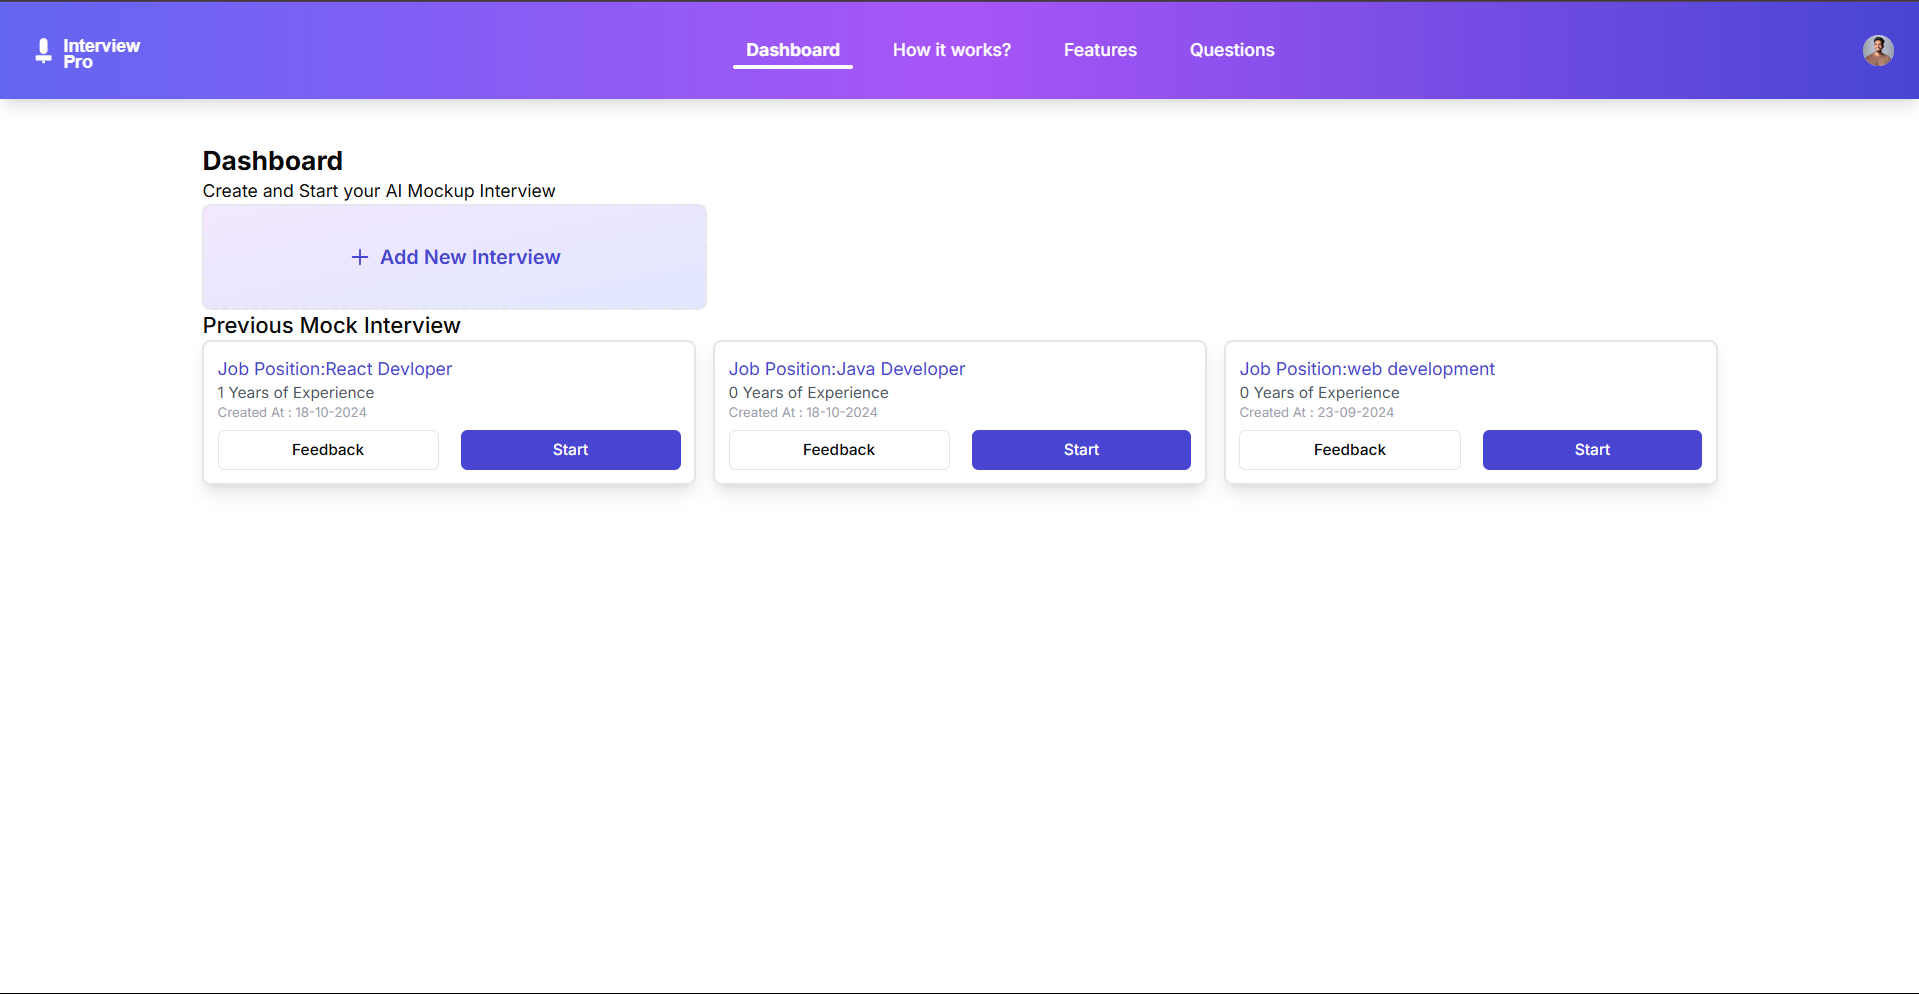 Interview
Pro
Dashboard
How it works?
Features
Questions
Dashboard
Create and Start your AI Mockup Interview
+ Add New Interview
Previous Mock Interview
Job Position:React Devloper
1 Years of Experience
Created At : 18-10-2024
Feedback
Start
Job Position:Java Developer
0 Years of Experience
Created At : 18-10-2024
Feedback
Start
Job Position:web development
0 Years of Experience
Created At : 23-09-2024
Feedback
Start